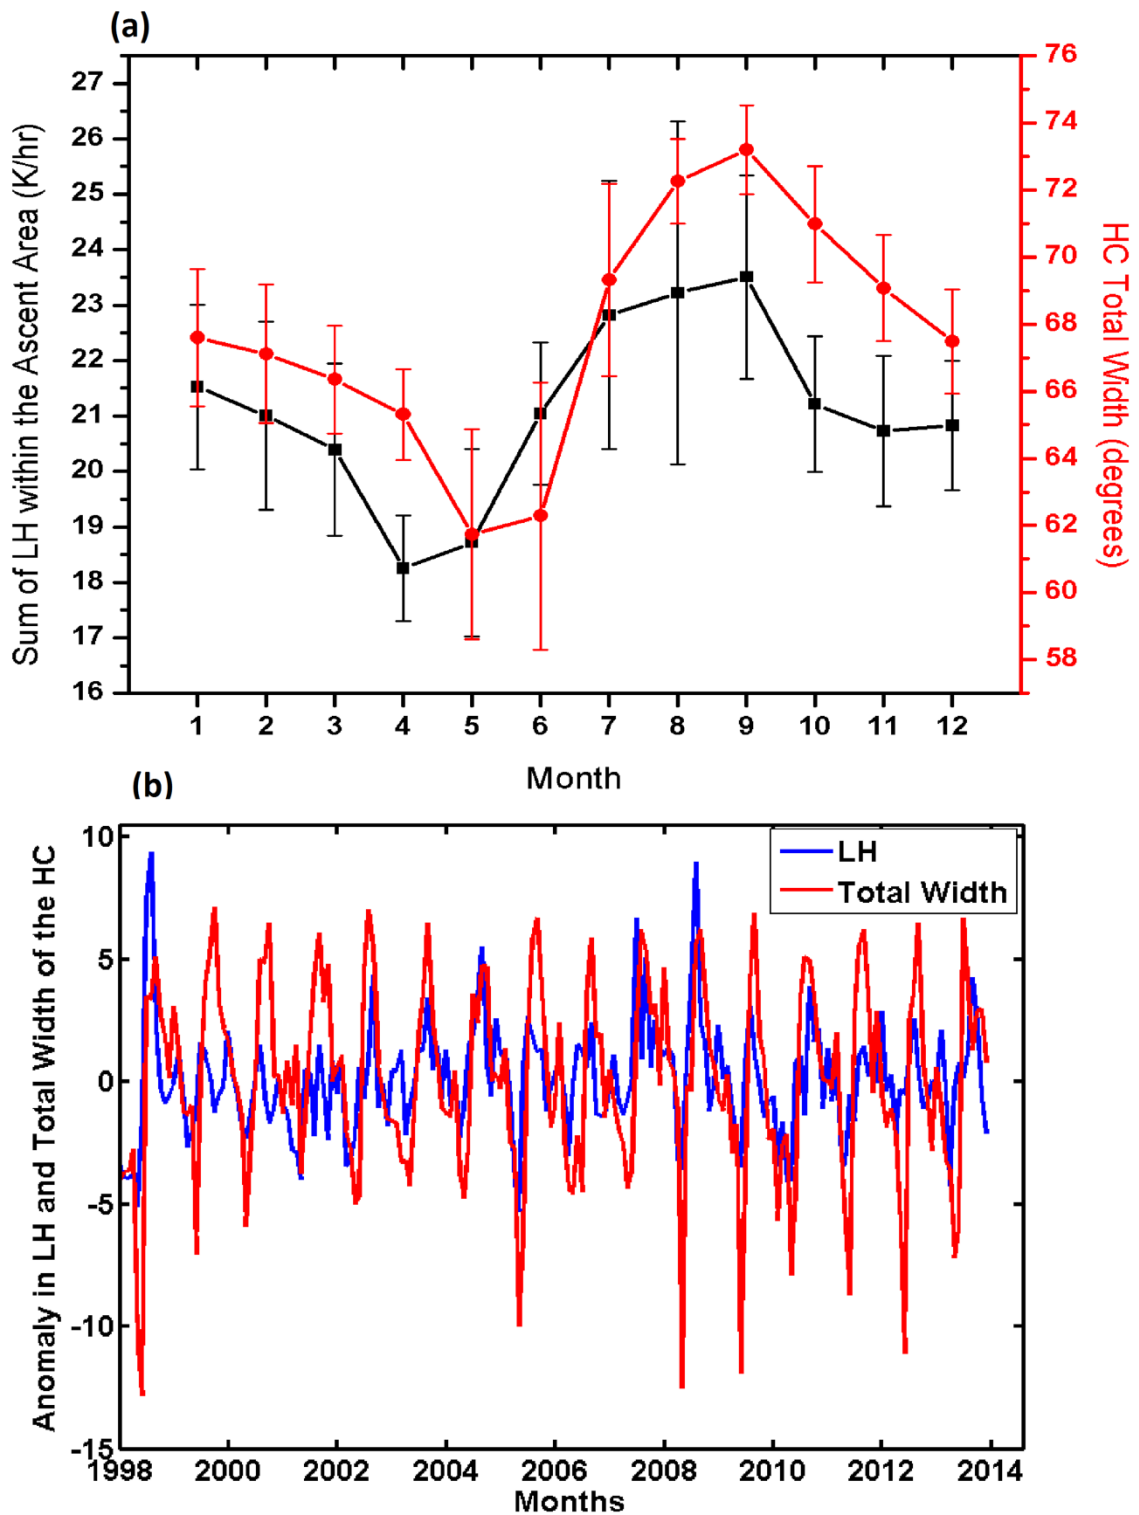 (a)
Sum of LH within the Ascent Area (K/hr)
27
26
25
24
23
22
21
20
19
18
17
16
76
74
72
70
68
66
64
62
60
58
HC Total Width (degrees)
1 2 3 4 5 6 7 8 9 10 11 12
Month
(b)
Anomaly in LH and Total Width of the HC
10
5
0
-5
-10
-15
LH
Total Width
1998 2000 2002 2004 2006 2008 2010 2012 2014
Months